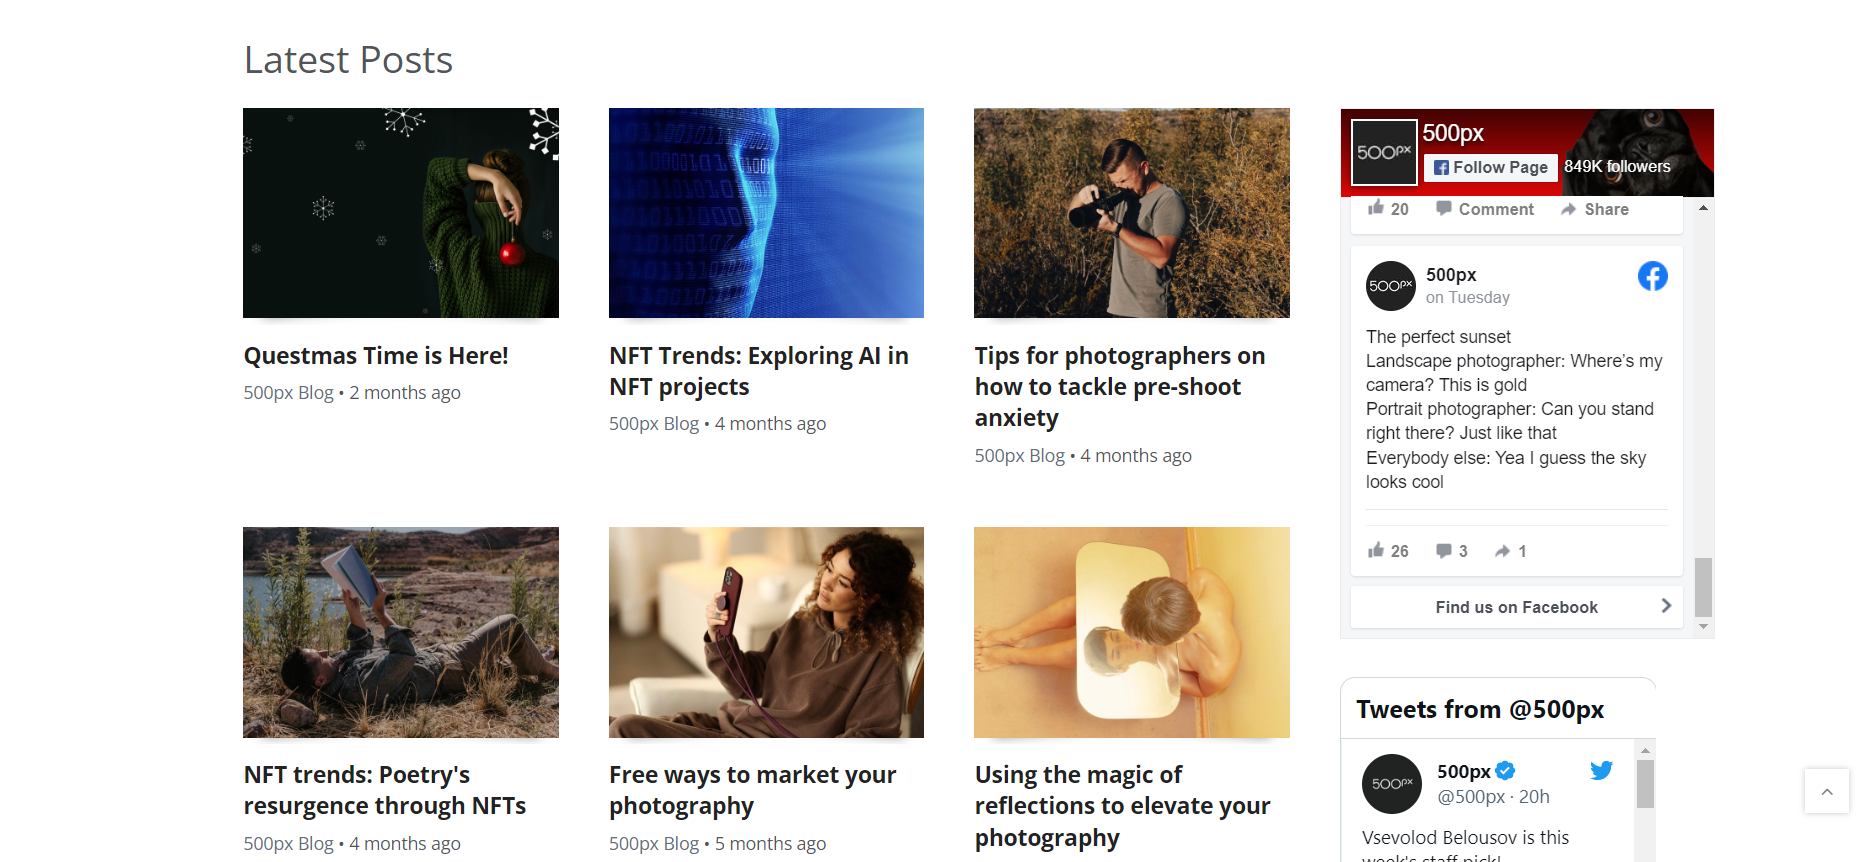 Latest Posts
Questmas Time is Here!
500px Blog • 2 months ago
NFT Trends: Exploring AI in
NFT projects
500px Blog • 4 months ago
Tips for photographers on
how to tackle pre-shoot
anxiety
500px Blog • 4 months ago
NFT trends: Poetry's
resurgence through NFTs
500px Blog • 4 months ago
Free ways to market your
photography
500px Blog • 5 months ago
Using the magic of
reflections to elevate your
photography
500px
500px
Follow Page
849K followers
20 Comment Share
500px
500px
on Tuesday
The perfect sunset
Landscape photographer: Where’s my
camera? This is gold
Portrait photographer: Can you stand
right there? Just like that
Everybody else: Yea I guess the sky
looks cool
26 3 1
Find us on Facebook
Tweets from @500px
500px
500px
@500px · 20h
Vsevolod Belousov is this
week's staff pick!